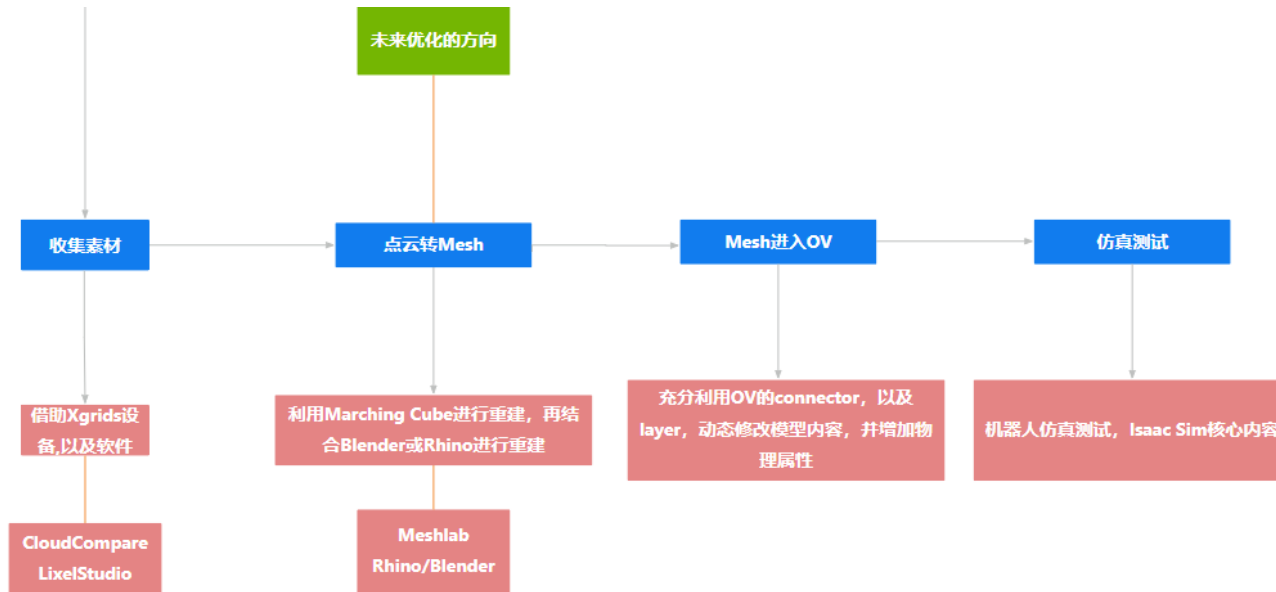 未来优化的方向
收集素材
点云转Mesh
Mesh进入OV
仿真测试
借助Xgrids设
备,以及软件
利用Marching Cube进行重建，再结
合Blender或Rhino进行重建
充分利用OV的connector，以及
layer，动态修改模型内容，并增加物
理属性
机器人仿真测试，Isaac Sim核心内容
CloudCompare
LixelStudio
Meshlab
Rhino/Blender